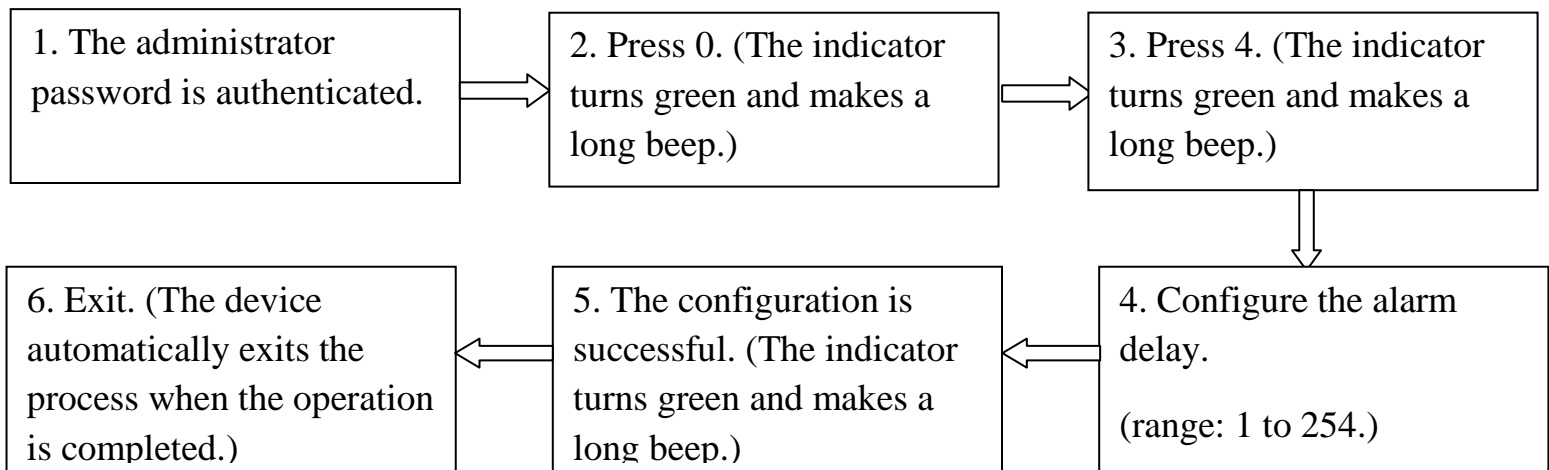 1. The administrator
password is authenticated.
2. Press 0. (The indicator
turns green and makes a
long beep.)
3. Press 4. (The indicator
turns green and makes a
long beep.)
4. Configure the alarm
delay.
(range: 1 to 254.)
5. The configuration is
successful. (The indicator
turns green and makes a
long beep.)
6. Exit. (The device
automatically exits the
process when the operation
is completed.)